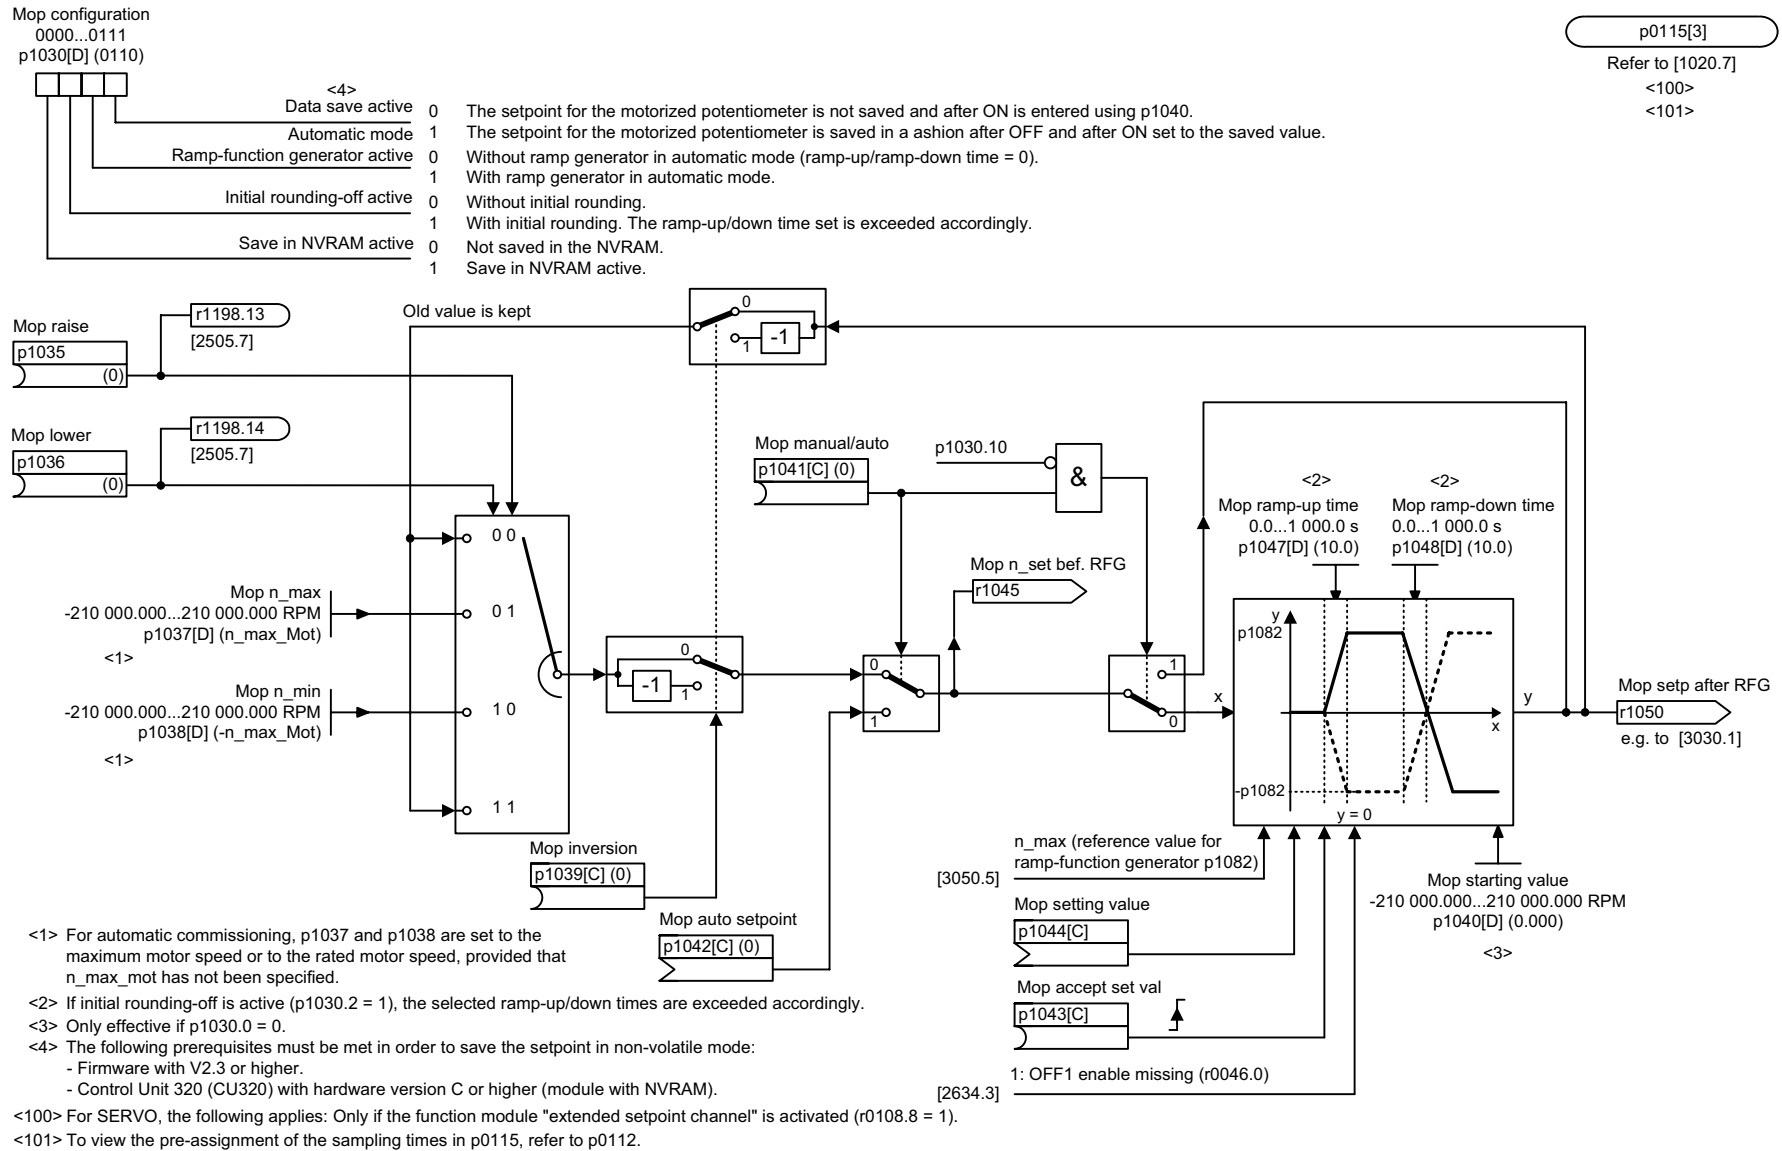 Mop configuration
0000...0111
p1030[D] (0110)
p0115[3]
Refer to [1020.7]
<100>
<101>
<4>
Data save active 0 The setpoint for the motorized potentiometer is not saved and after ON is entered using p1040.
Automatic mode 1 The setpoint for the motorized potentiometer is saved in a ashion after OFF and after ON set to the saved value.
Ramp-function generator active 0 Without ramp generator in automatic mode (ramp-up/ramp-down time = 0).
1 With ramp generator in automatic mode.
Initial rounding-off active 0 Without initial rounding.
1 With initial rounding. The ramp-up/down time set is exceeded accordingly.
Save in NVRAM active 0 Not saved in the NVRAM.
1 Save in NVRAM active.
Mop raise
p1035
(0)
r1198.13
[2505.7]
Old value is kept
0
1
-1
Mop lower
p1036
(0)
r1198.14
[2505.7]
Mop manual/auto
p1041[C] (0)
p1030.10
&
<2>
Mop ramp-up time
0.0...1 000.0 s
p1047[D] (10.0)
<2>
Mop ramp-down time
0.0...1 000.0 s
p1048[D] (10.0)
0 0
0 1
1 0
1 1
Mop n_max
-210 000.000...210 000.000 RPM
p1037[D] (n_max_Mot)
<1>
Mop n_min
-210 000.000...210 000.000 RPM
p1038[D] (-n_max_Mot)
<1>
0
-1
1
Mop n_set bef. RFG
r1045
0
1
1
0
x
y
p1082
x
-p1082
y = 0
y
Mop setp after RFG
r1050
e.g. to [3030.1]
Mop inversion
p1039[C] (0)
Mop auto setpoint
p1042[C] (0)
n_max (reference value for
ramp-function generator p1082)
[3050.5]
Mop setting value
p1044[C]
Mop accept set val
p1043[C]
1: OFF1 enable missing (r0046.0)
[2634.3]
Mop starting value
-210 000.000...210 000.000 RPM
p1040[D] (0.000)
<3>
<1> For automatic commissioning, p1037 and p1038 are set to the
maximum motor speed or to the rated motor speed, provided that
n_max_mot has not been specified.
<2> If initial rounding-off is active (p1030.2 = 1), the selected ramp-up/down times are exceeded accordingly.
<3> Only effective if p1030.0 = 0.
<4> The following prerequisites must be met in order to save the setpoint in non-volatile mode:
- Firmware with V2.3 or higher.
- Control Unit 320 (CU320) with hardware version C or higher (module with NVRAM).
<100> For SERVO, the following applies: Only if the function module "extended setpoint channel" is activated (r0108.8 = 1).
<101> To view the pre-assignment of the sampling times in p0115, refer to p0112.